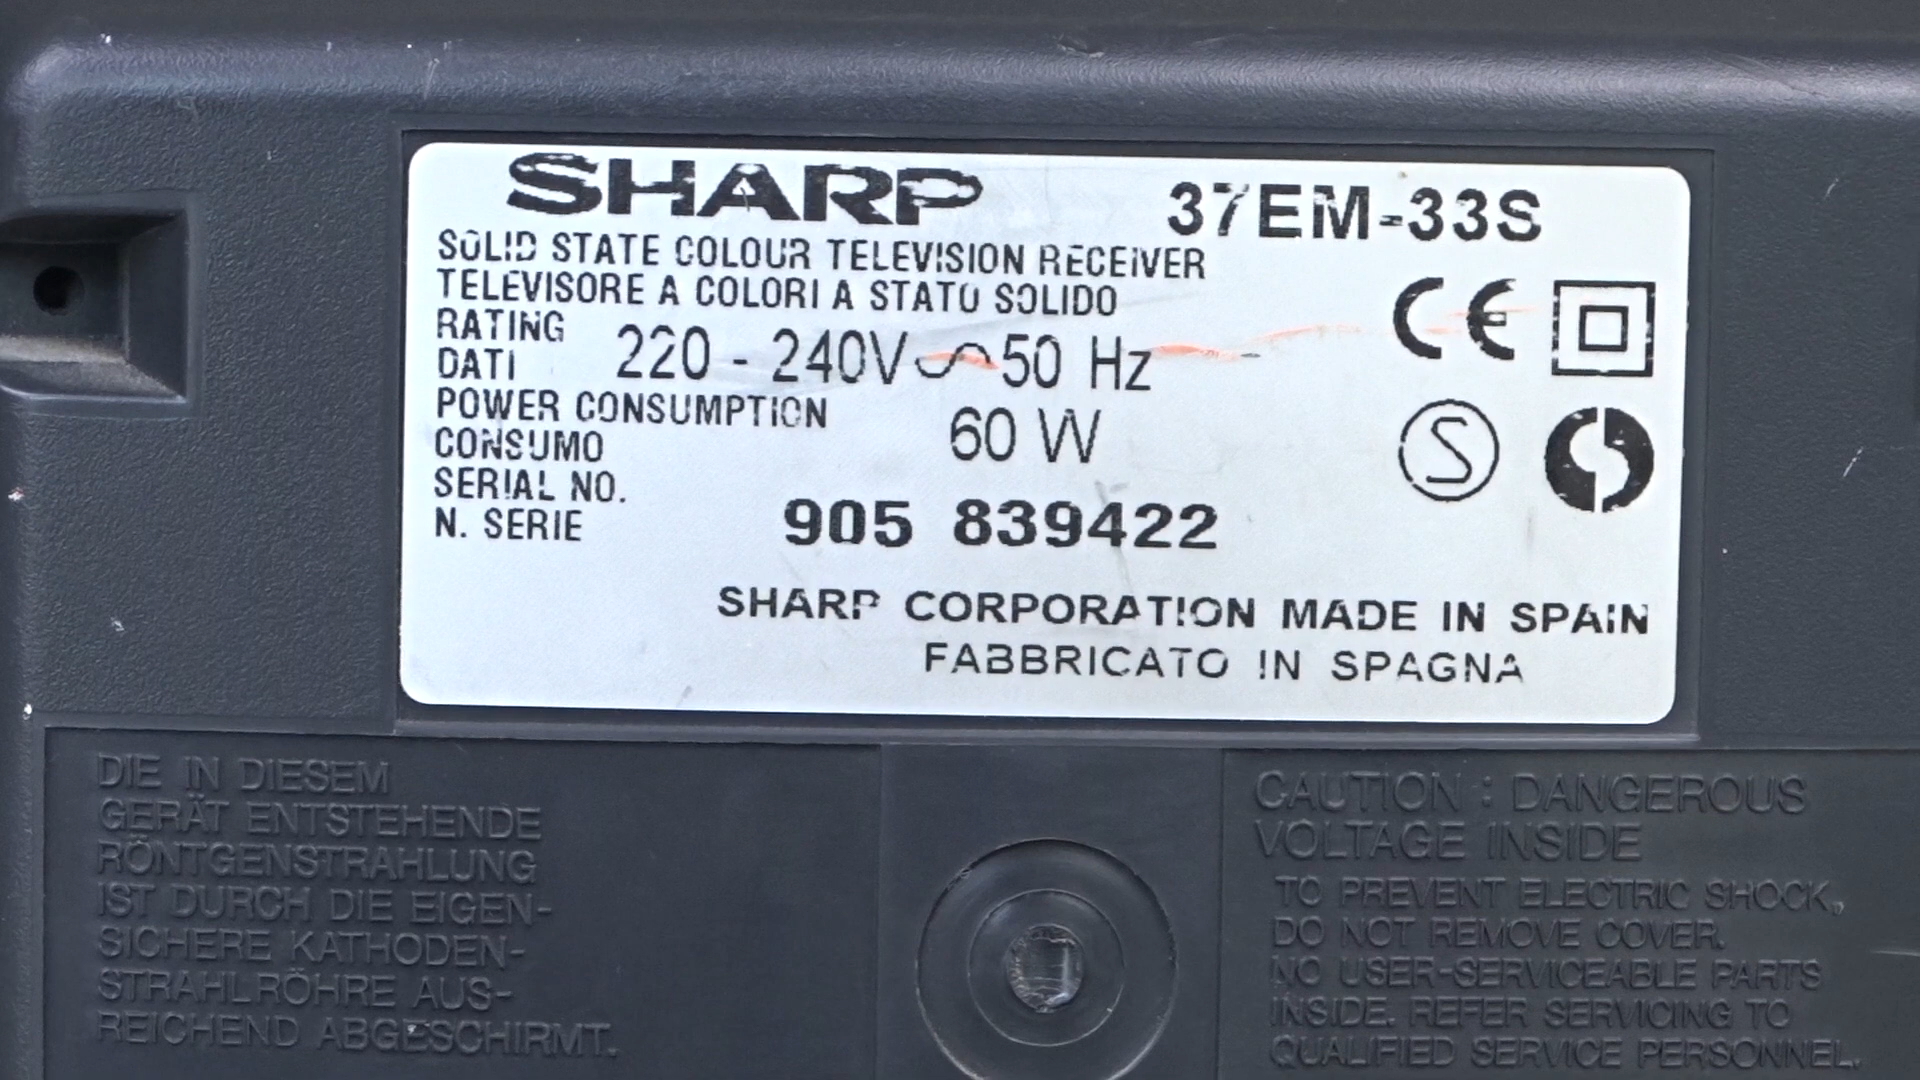 SHARP 37EM-33S
SOLID STATE COLOUR TELEVISION RECEIVER
TELEVISORE A COLORI A STATO SOLIDO
RATING
DATI 220 - 240V ~ 50 Hz
POWER CONSUMPTION
CONSUMO 60 W
SERIAL NO.
N. SERIE 905 839422
SHARP CORPORATION MADE IN SPAIN
FABBRICATO IN SPAGNA
CE
S
DIE IN DIESEM
GERÄT ENTSTEHENDE
RÖNTGENSTRAHLUNG
IST DURCH DIE EIGEN-
SICHERE KATHODEN-
STRAHLRÖHRE AUS-
REICHEND ABGESCHIRMT.
CAUTION : DANGEROUS
VOLTAGE INSIDE
TO PREVENT ELECTRIC SHOCK,
DO NOT REMOVE COVER.
NO USER-SERVICEABLE PARTS
INSIDE. REFER SERVICING TO
QUALIFIED SERVICE PERSONNEL.